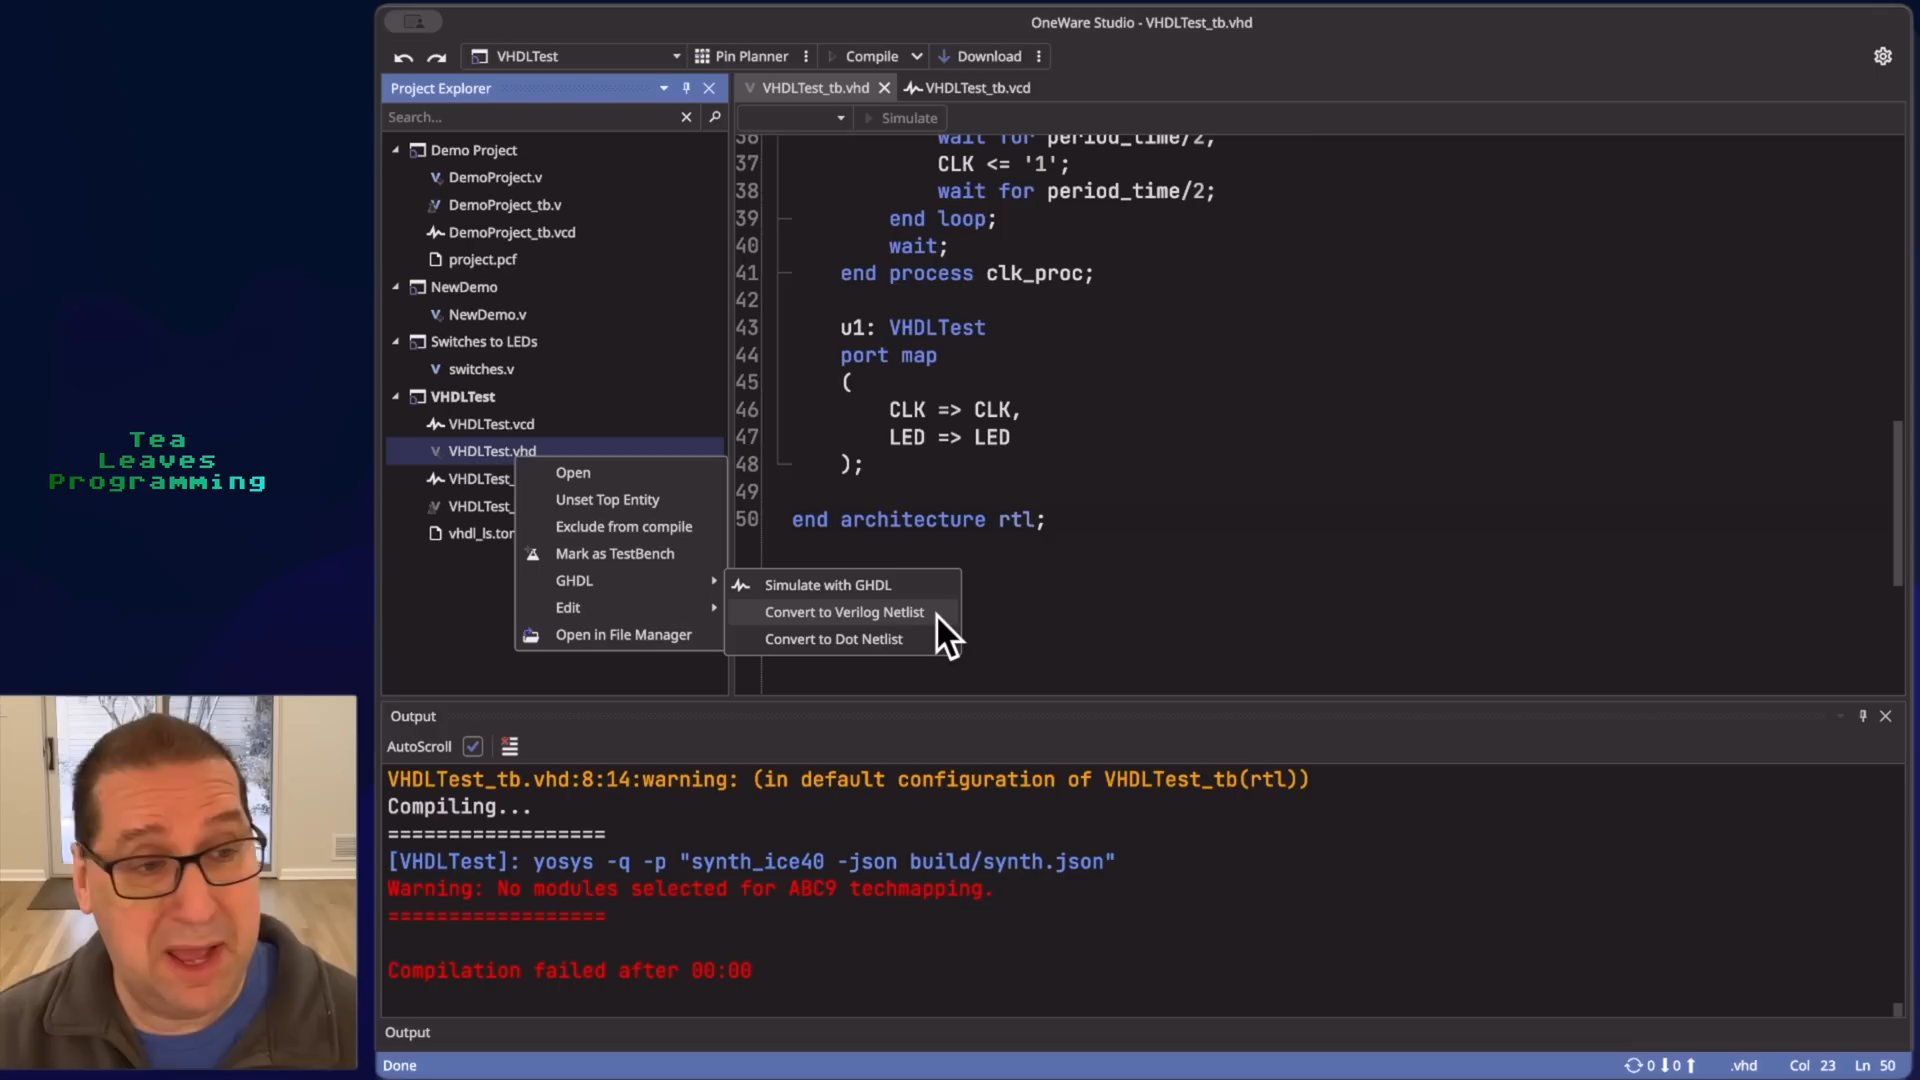 OneWare Studio - VHDLTest_tb.vhd
VHDLTest
Pin Planner
Compile
Download
Project Explorer
VHDLTest_tb.vhd
VHDLTest_tb.vcd
Search...
Simulate
Demo Project
DemoProject.v
DemoProject_tb.v
DemoProject_tb.vcd
project.pcf
NewDemo
NewDemo.v
Switches to LEDs
switches.v
VHDLTest
VHDLTest.vcd
VHDLTest.vhd
VHDLTest_
VHDLTest_
vhdl_ls.tor
Open
Unset Top Entity
Exclude from compile
Mark as TestBench
GHDL
Edit
Open in File Manager
Simulate with GHDL
Convert to Verilog Netlist
Convert to Dot Netlist
36 wait for period_time/2;
37 CLK <= '1';
38 wait for period_time/2;
39 end loop;
40 wait;
41 end process clk_proc;
42
43 u1: VHDLTest
44 port map
45 (
46 CLK => CLK,
47 LED => LED
48 );
49
50 end architecture rtl;
Tea
Leaves
Programming
Output
AutoScroll
VHDLTest_tb.vhd:8:14:warning: (in default configuration of VHDLTest_tb(rtl))
Compiling...
==================
[VHDLTest]: yosys -q -p "synth_ice40 -json build/synth.json"
Warning: No modules selected for ABC9 techmapping.
==================
Compilation failed after 00:00
Output
Done
0 0
.vhd
Col 23
Ln 50